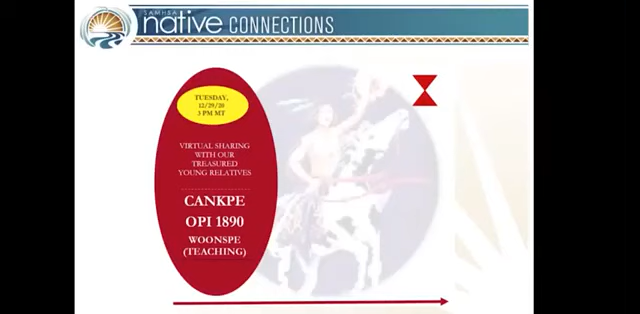 SAMHSA
native CONNECTIONS
TUESDAY,
12/29/20
3 PM MT
VIRTUAL SHARING
WITH OUR
TREASURED
YOUNG RELATIVES
CANKPE
OPI 1890
WOONSPE
(TEACHING)